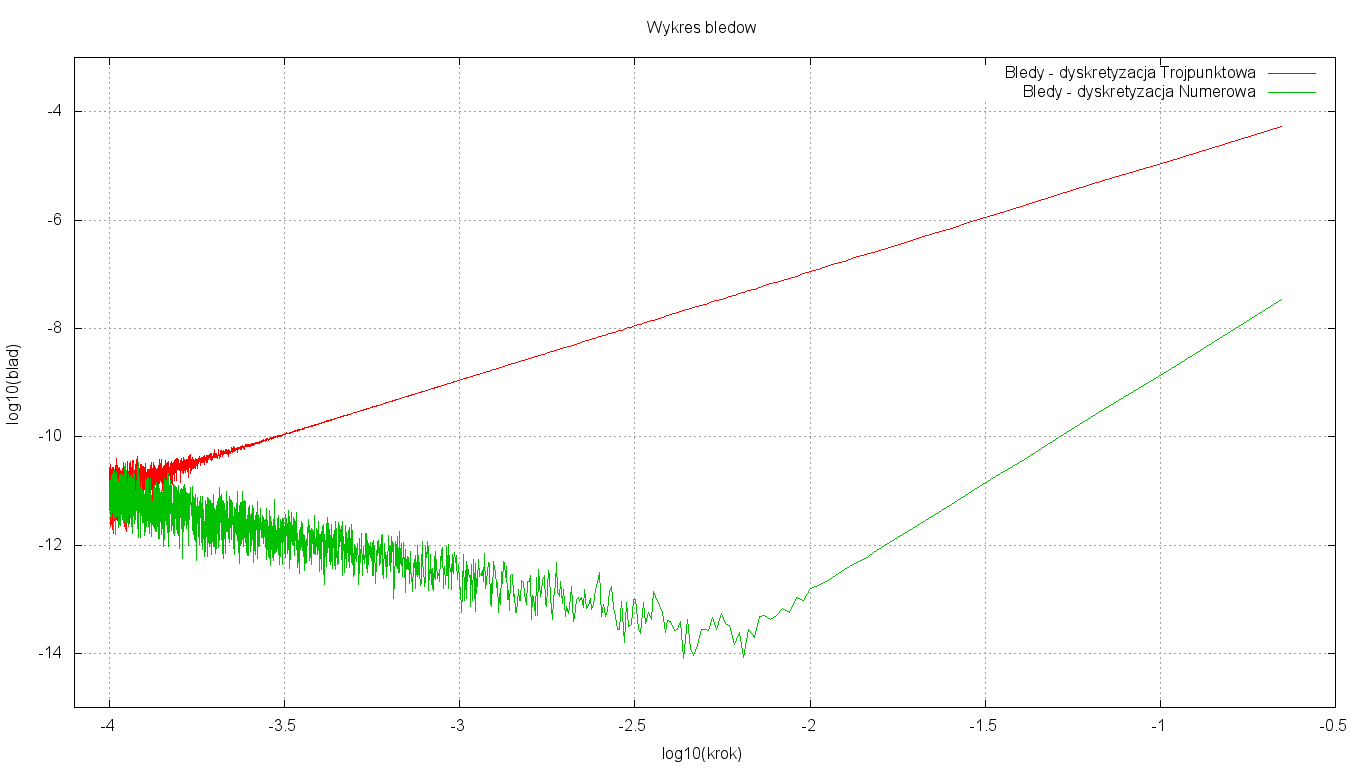 Wykres bledow
Bledy - dyskretyzacja Trojpunktowa
Bledy - dyskretyzacja Numerowa
-4
-6
-8
-10
-12
-14
log10(blad)
-4
-3.5
-3
-2.5
-2
-1.5
-1
-0.5
log10(krok)